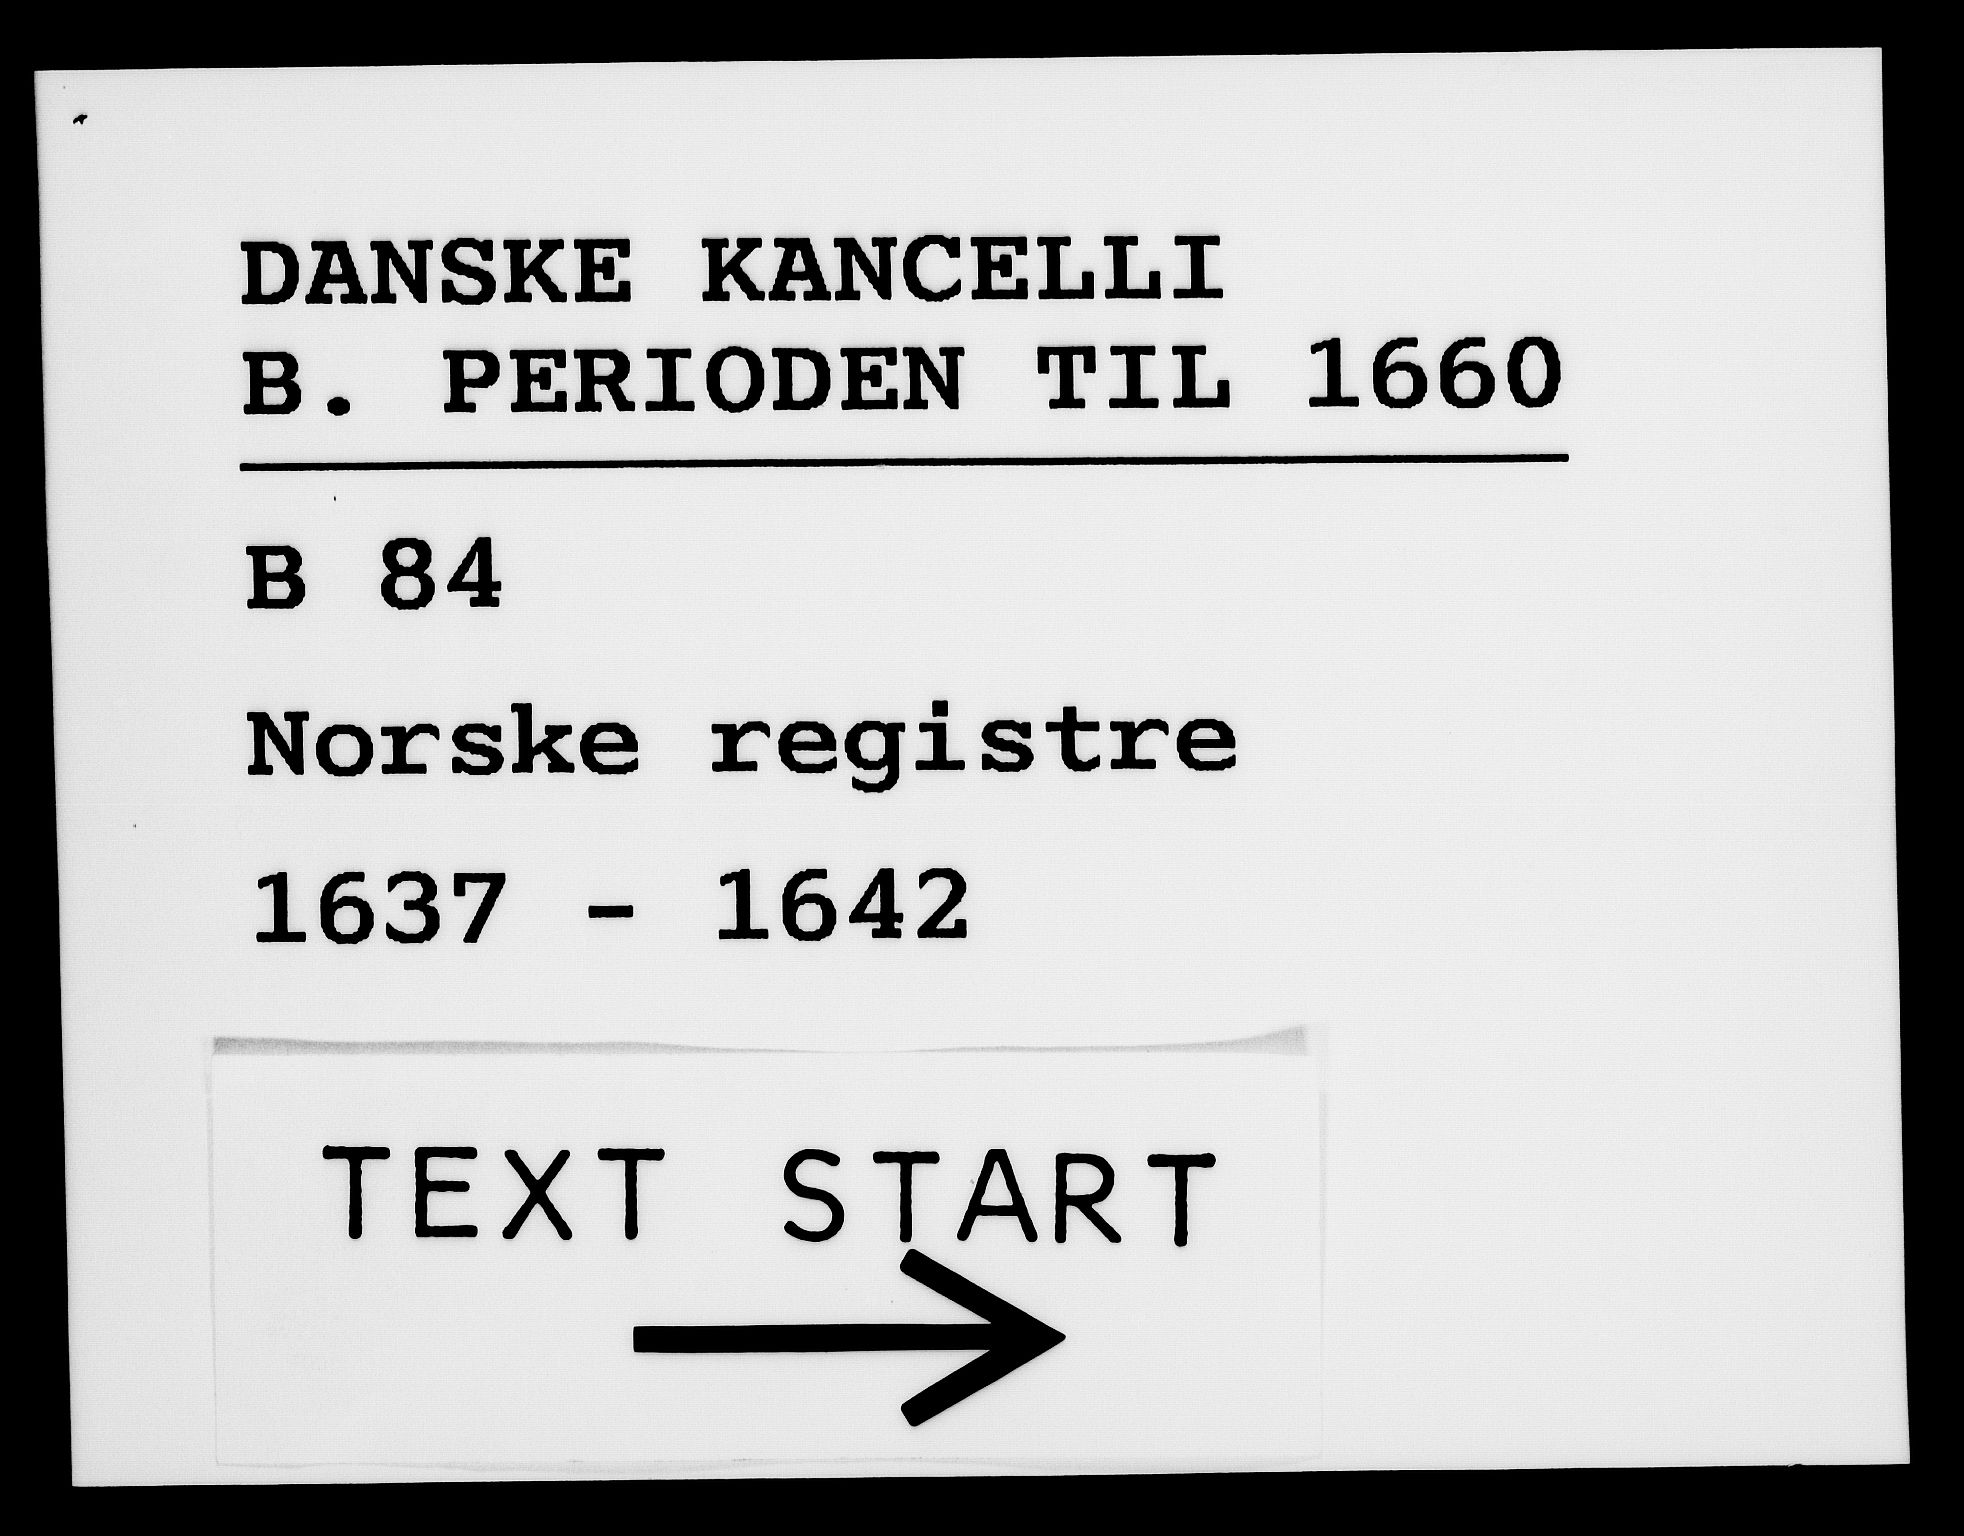 DANSKE KANCELLI
B. PERIODEN TIL 1660
B 84
Norske registre
1637 - 1642
TEXT START